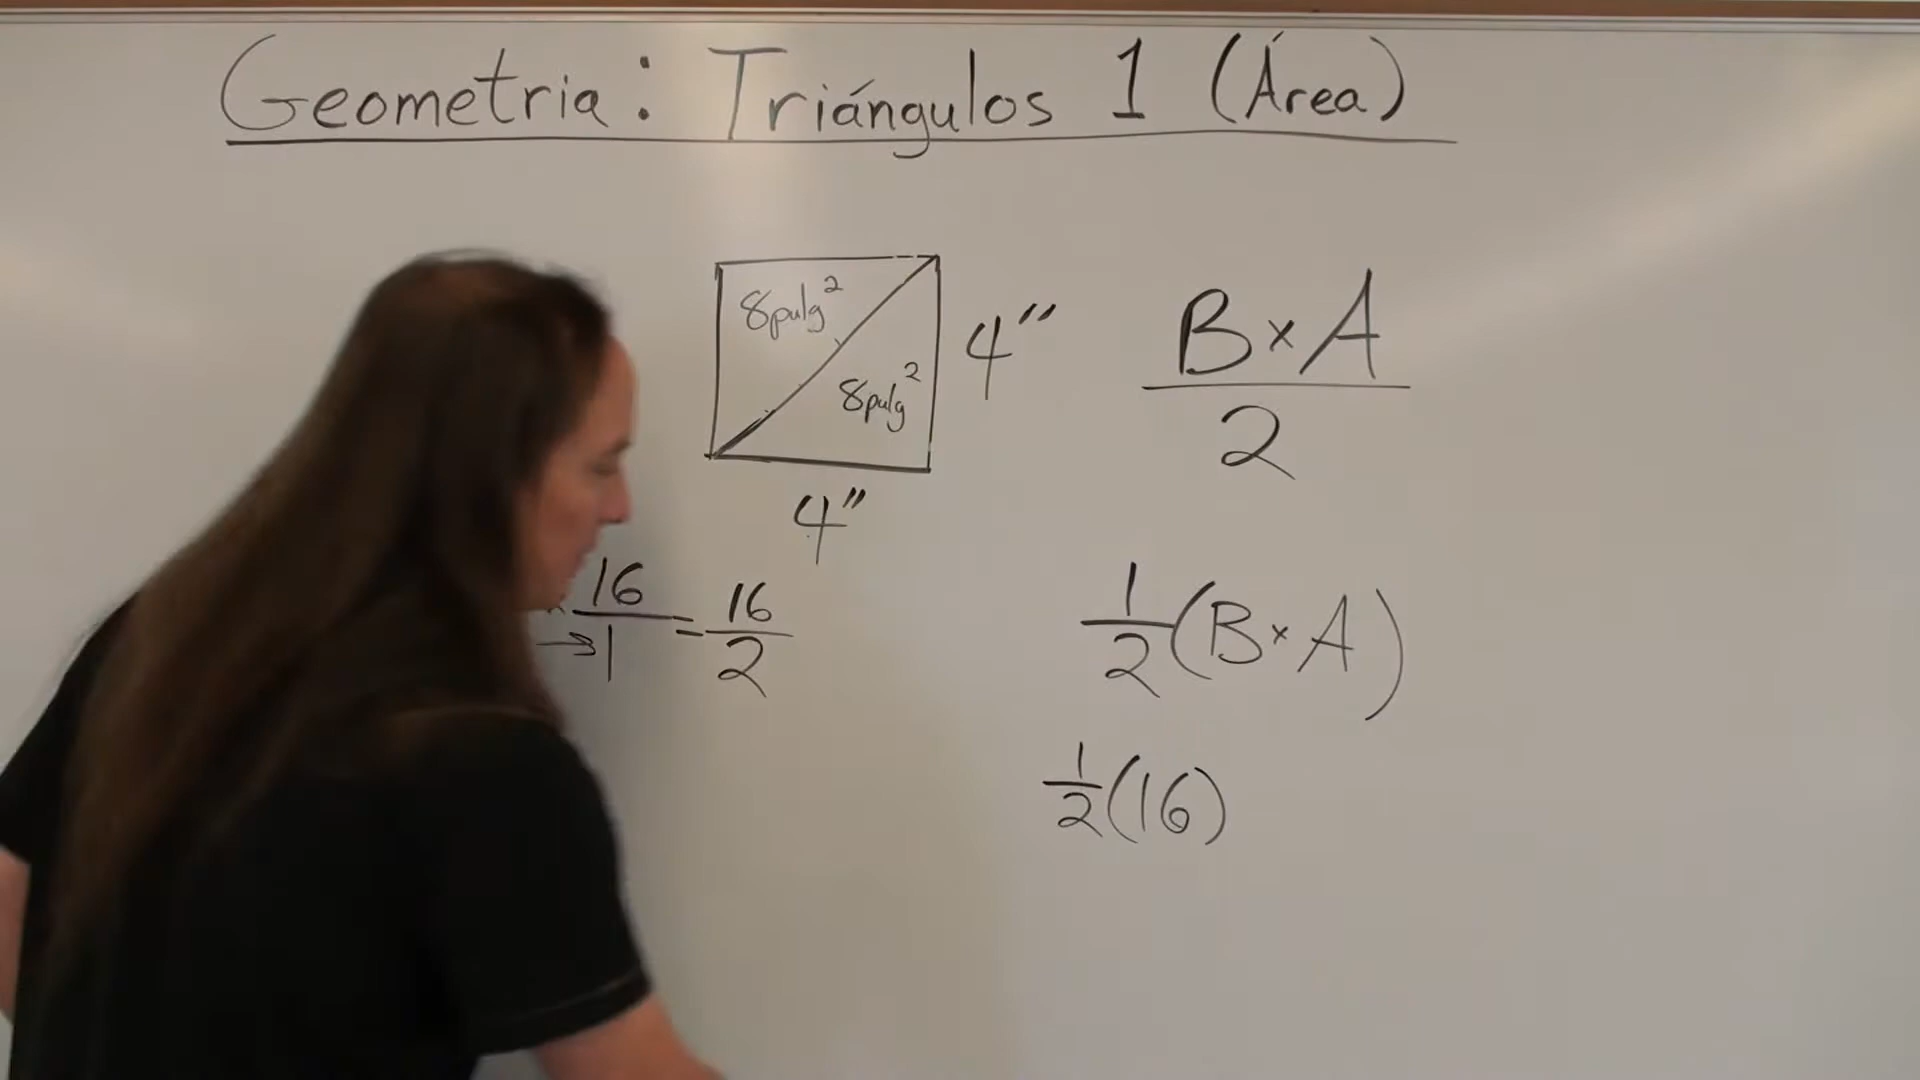 Geometria: Triángulos 1 (Área)
8pulg²
8pulg²
4"
4"
B×A
2
→
16
1
=
16
2
1
2
(B×A)
1
2
(16)